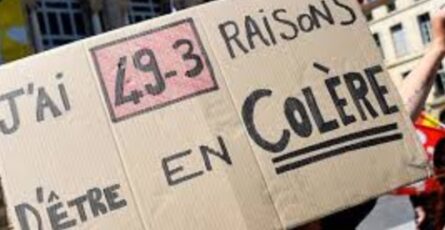 J'AI 49-3 RAISONS
D'ÊTRE EN COLÈRE